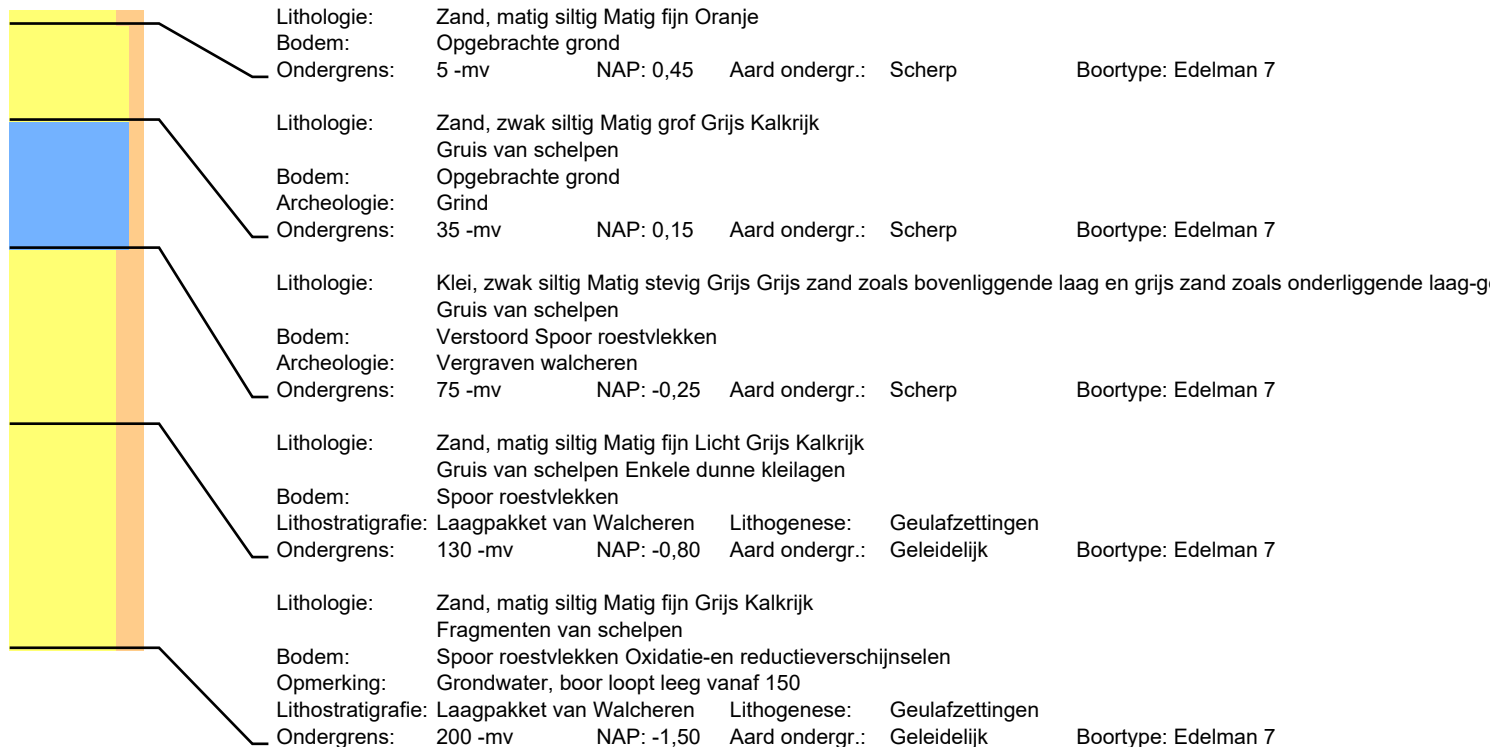 Lithologie: Zand, matig siltig Matig fijn Oranje
Bodem: Opgebrachte grond
Ondergrens: 5 -mv NAP: 0,45 Aard ondergr.: Scherp Boortype: Edelman 7
Lithologie: Zand, zwak siltig Matig grof Grijs Kalkrijk
Gruis van schelpen
Bodem: Opgebrachte grond
Archeologie: Grind
Ondergrens: 35 -mv NAP: 0,15 Aard ondergr.: Scherp Boortype: Edelman 7
Lithologie: Klei, zwak siltig Matig stevig Grijs Grijs zand zoals bovenliggende laag en grijs zand zoals onderliggende
Gruis van schelpen
Bodem: Verstoord Spoor roestvlekken
Archeologie: Vergraven walcheren
Ondergrens: 75 -mv NAP: -0,25 Aard ondergr.: Scherp Boortype: Edelman 7
Lithologie: Zand, matig siltig Matig fijn Licht Grijs Kalkrijk
Gruis van schelpen Enkele dunne kleilagen
Bodem: Spoor roestvlekken
Lithostratigrafie: Laagpakket van Walcheren Lithogenese: Geulafzettingen
Ondergrens: 130 -mv NAP: -0,80 Aard ondergr.: Geleidelijk Boortype: Edelman 7
Lithologie: Zand, matig siltig Matig fijn Grijs Kalkrijk
Fragmenten van schelpen
Bodem: Spoor roestvlekken Oxidatie-en reductieverschijnselen
Opmerking: Grondwater, boor loopt leeg vanaf 150
Lithostratigrafie: Laagpakket van Walcheren Lithogenese: Geulafzettingen
Ondergrens: 200 -mv NAP: -1,50 Aard ondergr.: Geleidelijk Boortype: Edelman 7